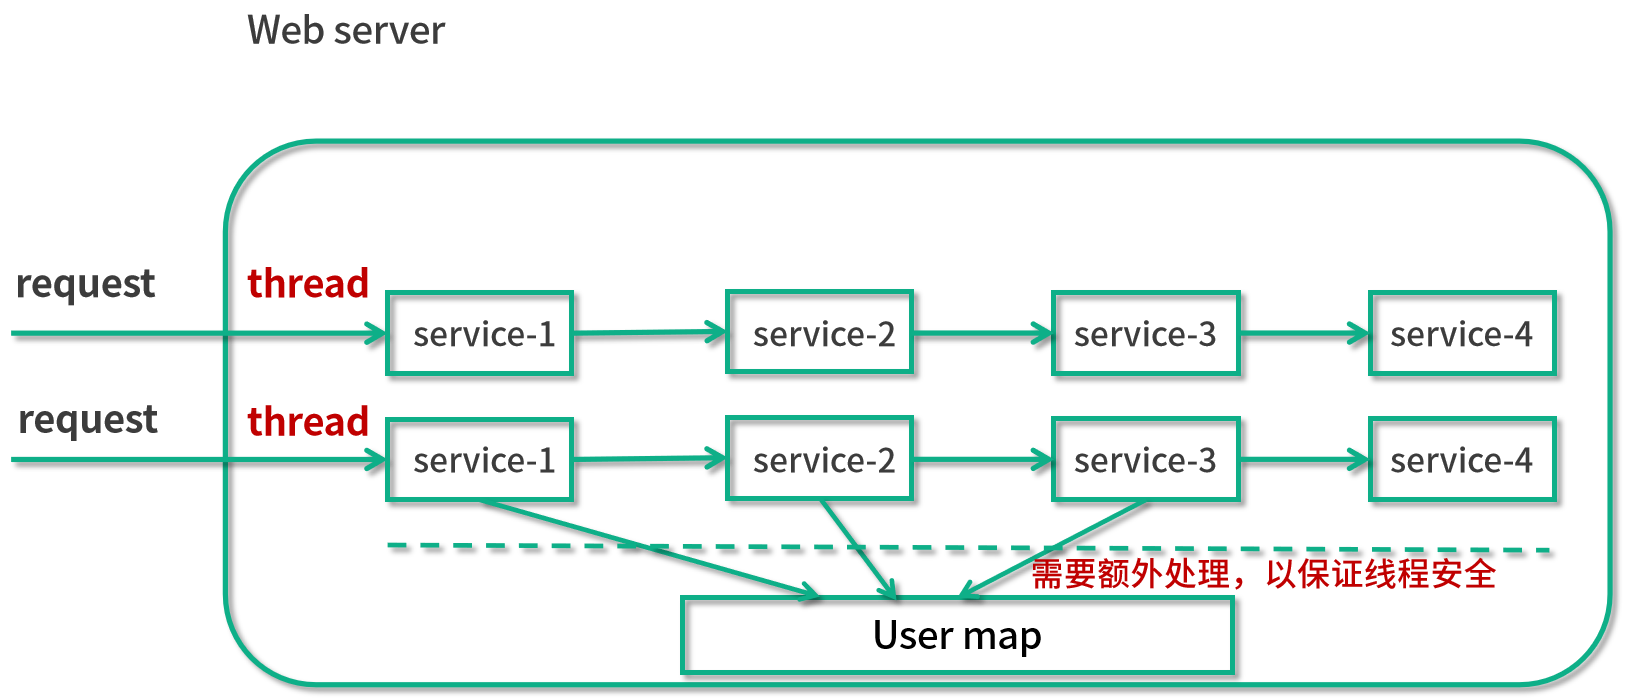 Web server
request
thread
service-1
service-2
service-3
service-4
request
thread
service-1
service-2
service-3
service-4
需要额外处理，以保证线程安全
User map